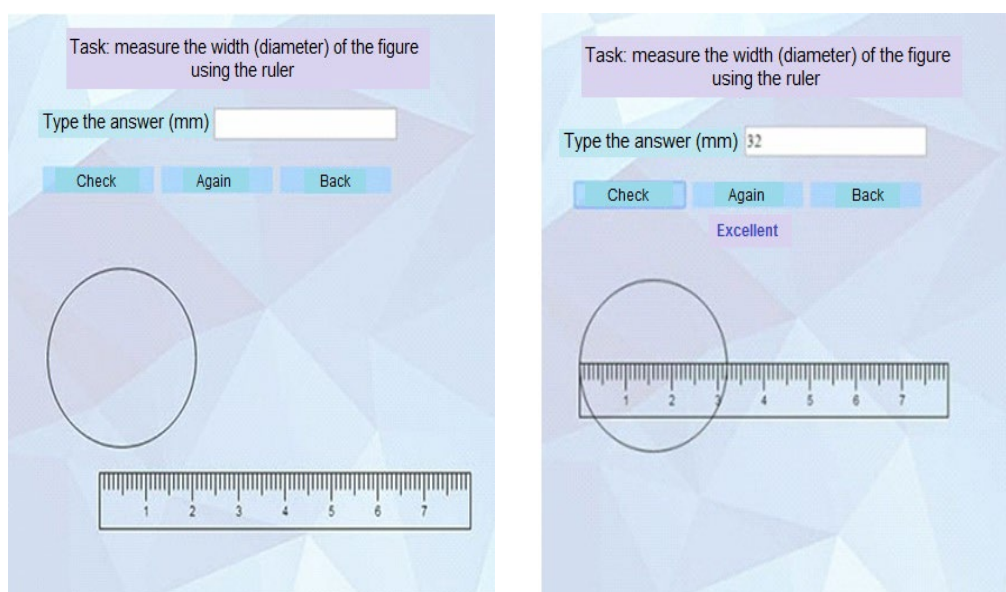 Task: measure the width (diameter) of the figure
using the ruler
Type the answer (mm)
Check Again Back
1 2 3 4 5 6 7
Task: measure the width (diameter) of the figure
using the ruler
Type the answer (mm) 32
Check Again Back
Excellent
1 2 3 4 5 6 7